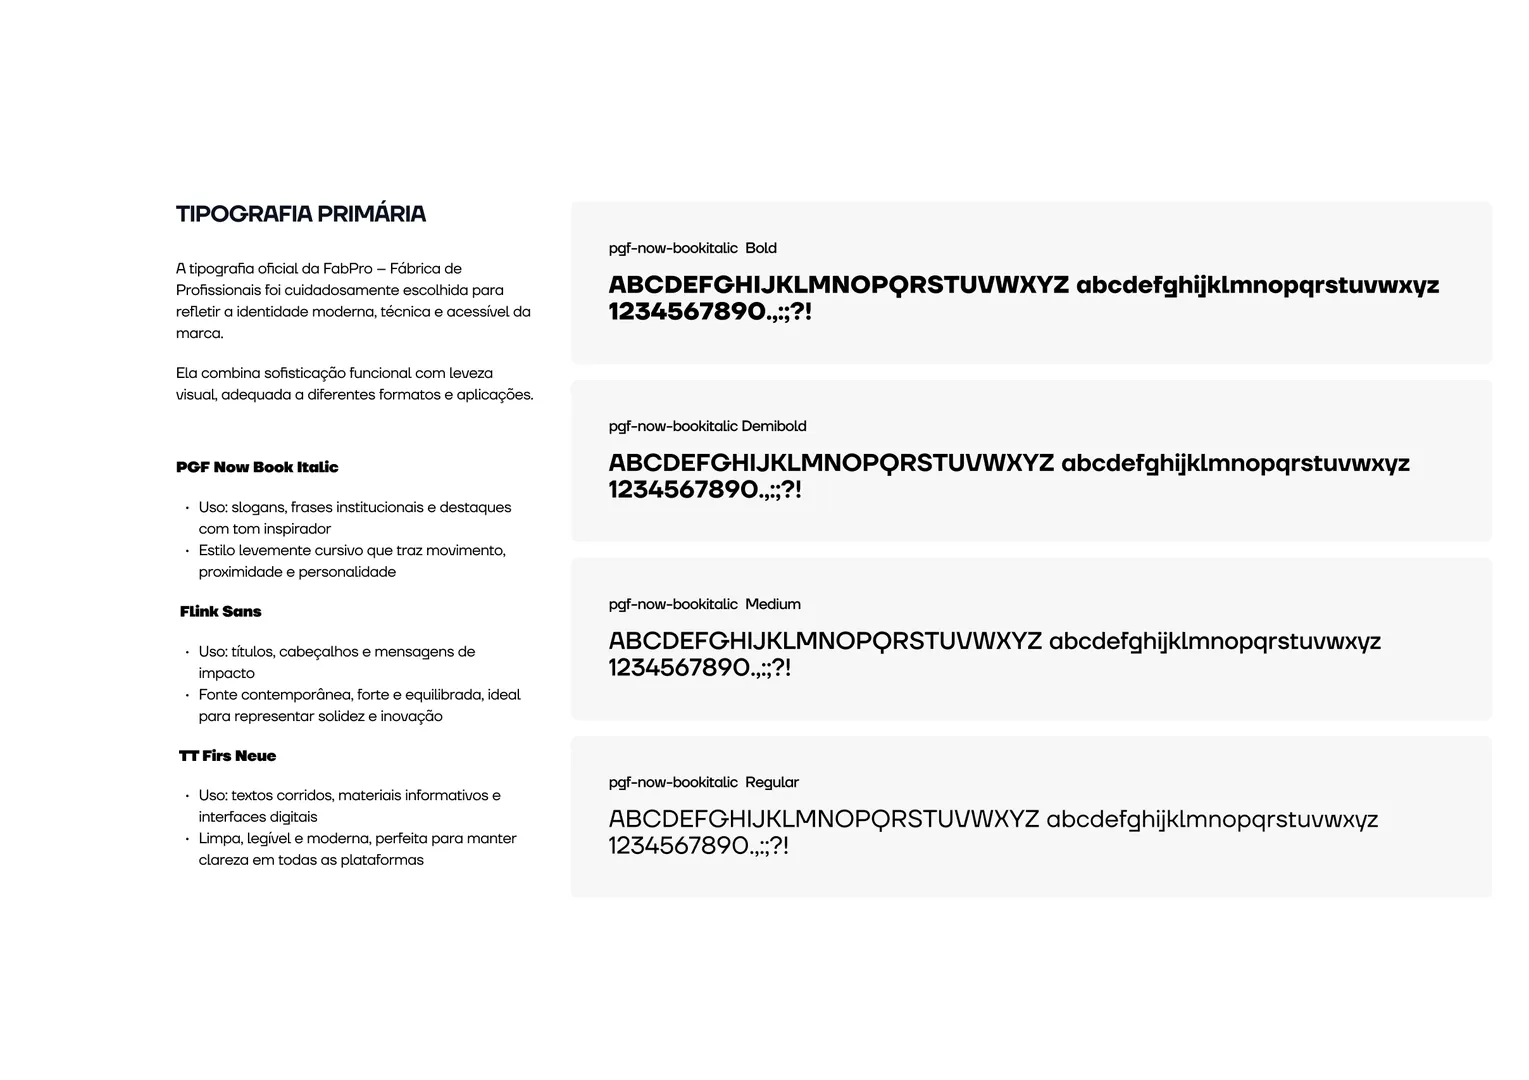 TIPOGRAFIA PRIMÁRIA
A tipografia oficial da FabPro – Fábrica de
Profissionais foi cuidadosamente escolhida para
refletir a identidade moderna, técnica e acessível da
marca.
Ela combina sofisticação funcional com leveza
visual, adequada a diferentes formatos e aplicações.
PGF Now Book Italic
• Uso: slogans, frases institucionais e destaques
com tom inspirador
• Estilo levemente cursivo que traz movimento,
proximidade e personalidade
Flink Sans
• Uso: títulos, cabeçalhos e mensagens de
impacto
• Fonte contemporânea, forte e equilibrada, ideal
para representar solidez e inovação
TT Firs Neue
• Uso: textos corridos, materiais informativos e
interfaces digitais
• Limpa, legível e moderna, perfeita para manter
clareza em todas as plataformas
pgf-now-bookitalic Bold
ABCDEFGHIJKLMNOPQRSTUVWXYZ abcdefghijklmnopqrstuvwxyz
1234567890.,:;?!
pgf-now-bookitalic Demibold
ABCDEFGHIJKLMNOPQRSTUVWXYZ abcdefghijklmnopqrstuvwxyz
1234567890.,:;?!
pgf-now-bookitalic Medium
ABCDEFGHIJKLMNOPQRSTUVWXYZ abcdefghijklmnopqrstuvwxyz
1234567890.,:;?!
pgf-now-bookitalic Regular
ABCDEFGHIJKLMNOPQRSTUVWXYZ abcdefghijklmnopqrstuvwxyz
1234567890.,:;?!